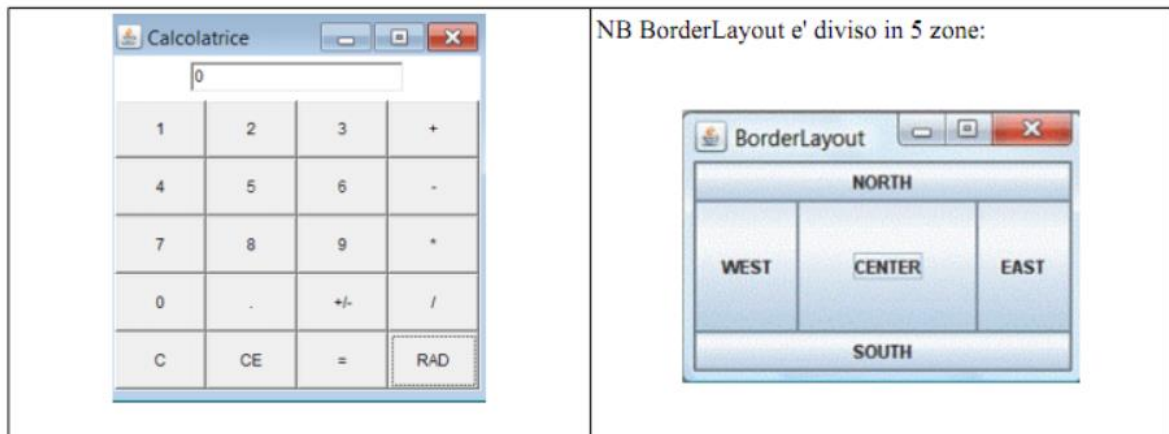 Calcolatrice
0
1 2 3 +
4 5 6 -
7 8 9 *
0 . +/- /
C CE = RAD
NB BorderLayout e' diviso in 5 zone:
BorderLayout
NORTH
WEST CENTER EAST
SOUTH